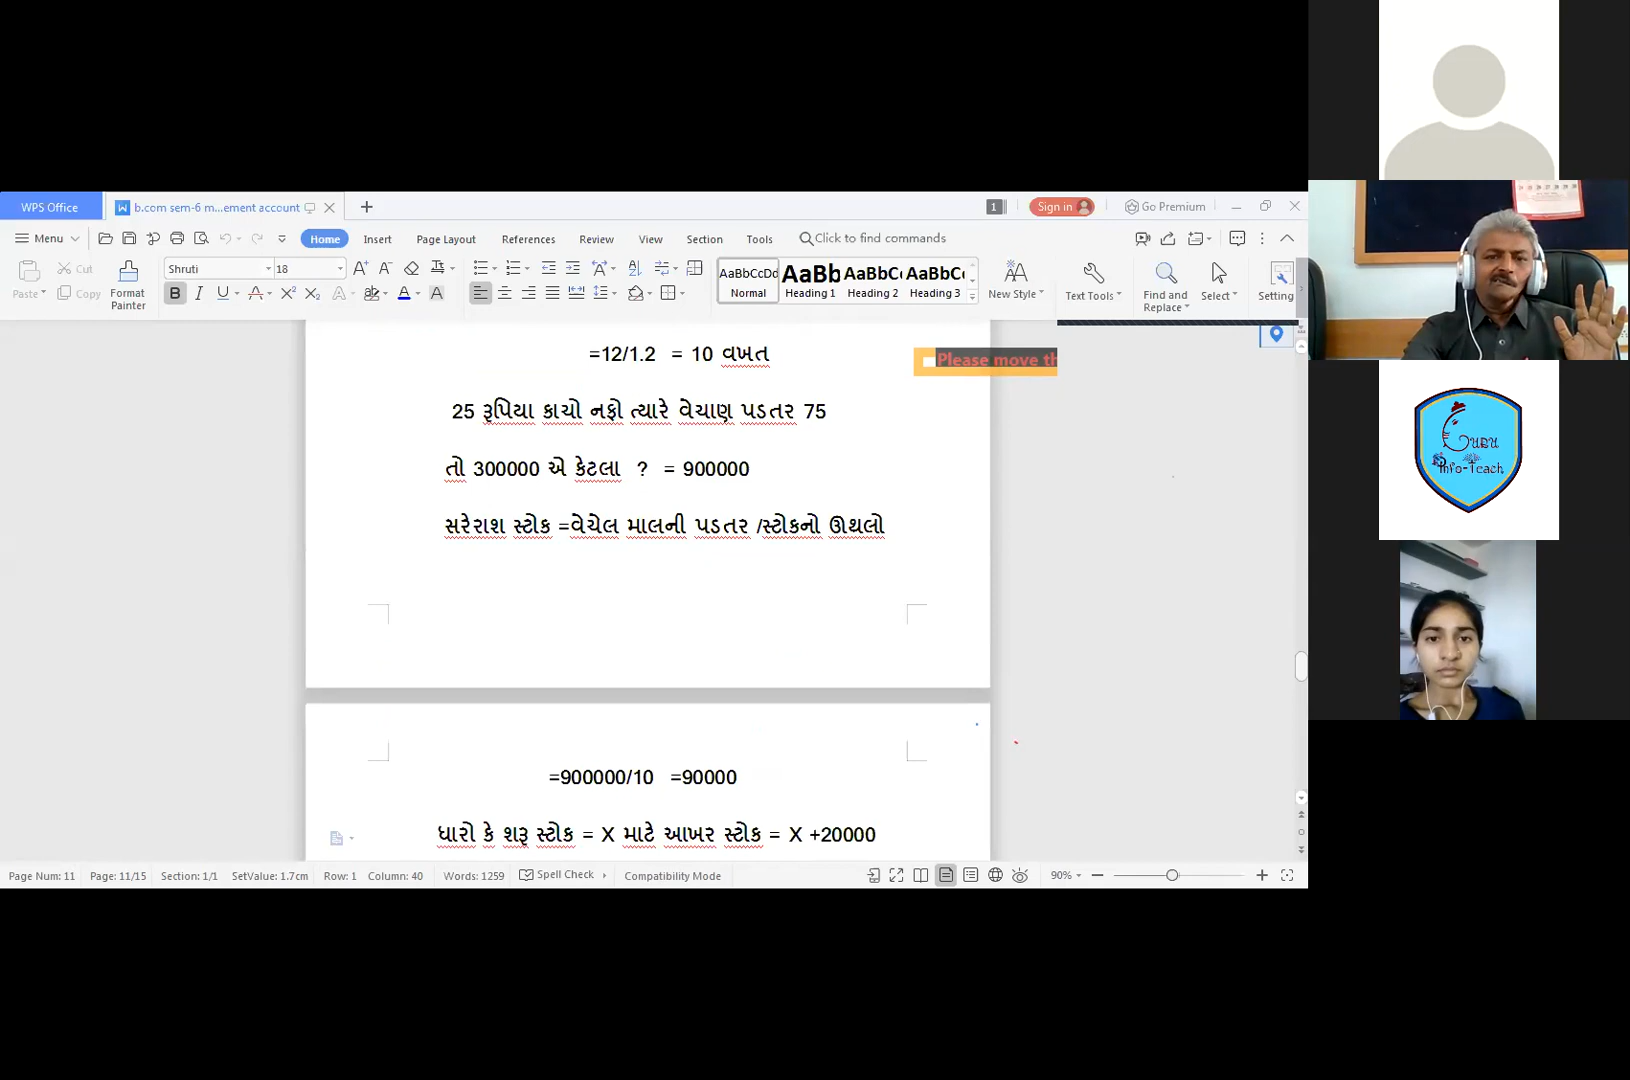 WPS Office
b.com sem-6 m...ement account
1
Sign in
Go Premium
Menu
Home
Insert
Page Layout
References
Review
View
Section
Tools
Click to find commands
Paste
Cut
Copy
Format Painter
Shruti
18
AaBbCcDd
Normal
AaBb
Heading 1
AaBbC
Heading 2
AaBbC
Heading 3
New Style
Text Tools
Find and Replace
Select
Setting
=12/1.2 = 10 વખત
Please move th
25 રૂપિયા કાચો નફો ત્યારે વેચાણ પડતર 75
તો 300000 એ કેટલા ? = 900000
સરેરાશ સ્ટોક =વેચેલ માલની પડતર /સ્ટોકનો ઊથલો
=900000/10 =90000
ધારો કે શરૂ સ્ટોક = X માટે આખર સ્ટોક = X +20000
Page Num: 11
Page: 11/15
Section: 1/1
SetValue: 1.7cm
Row: 1
Column: 40
Words: 1259
Spell Check
Compatibility Mode
90%
Guru
Info-Teach